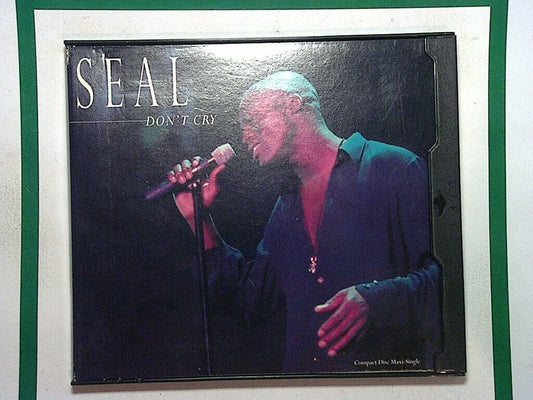 SEAL
DON'T CRY
Compact Disc Maxi-Single